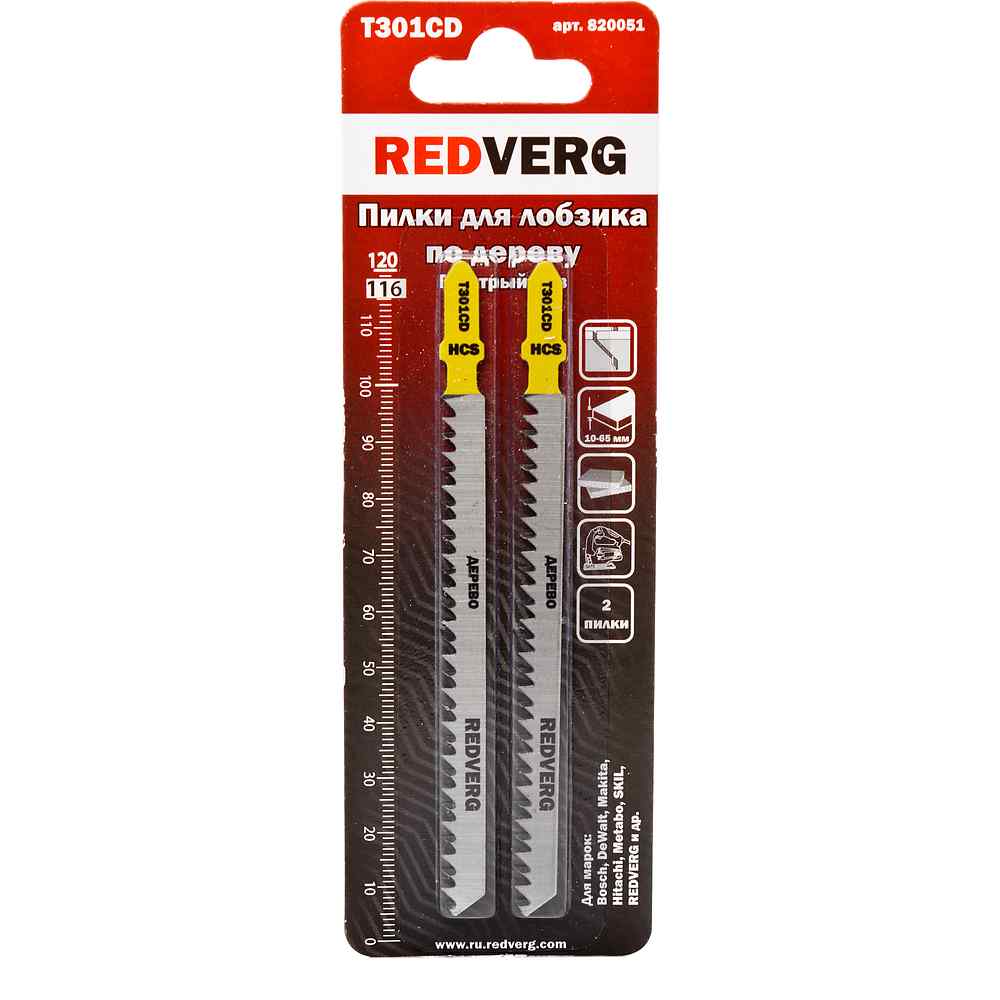 T301CD
арт. 820051
REDVERG
Пилки для лобзика
по дереву
120
116
110
100
90
80
70
60
50
40
30
20
10
0
T301CD
HCS
ДЕРЕВО
REDVERG
T301CD
HCS
ДЕРЕВО
REDVERG
10-65 мм
2
ПИЛКИ
Для марок:
Bosch, DeWalt, Makita,
Hitachi, Metabo, SKIL,
REDVERG и др.
www.ru.redverg.com